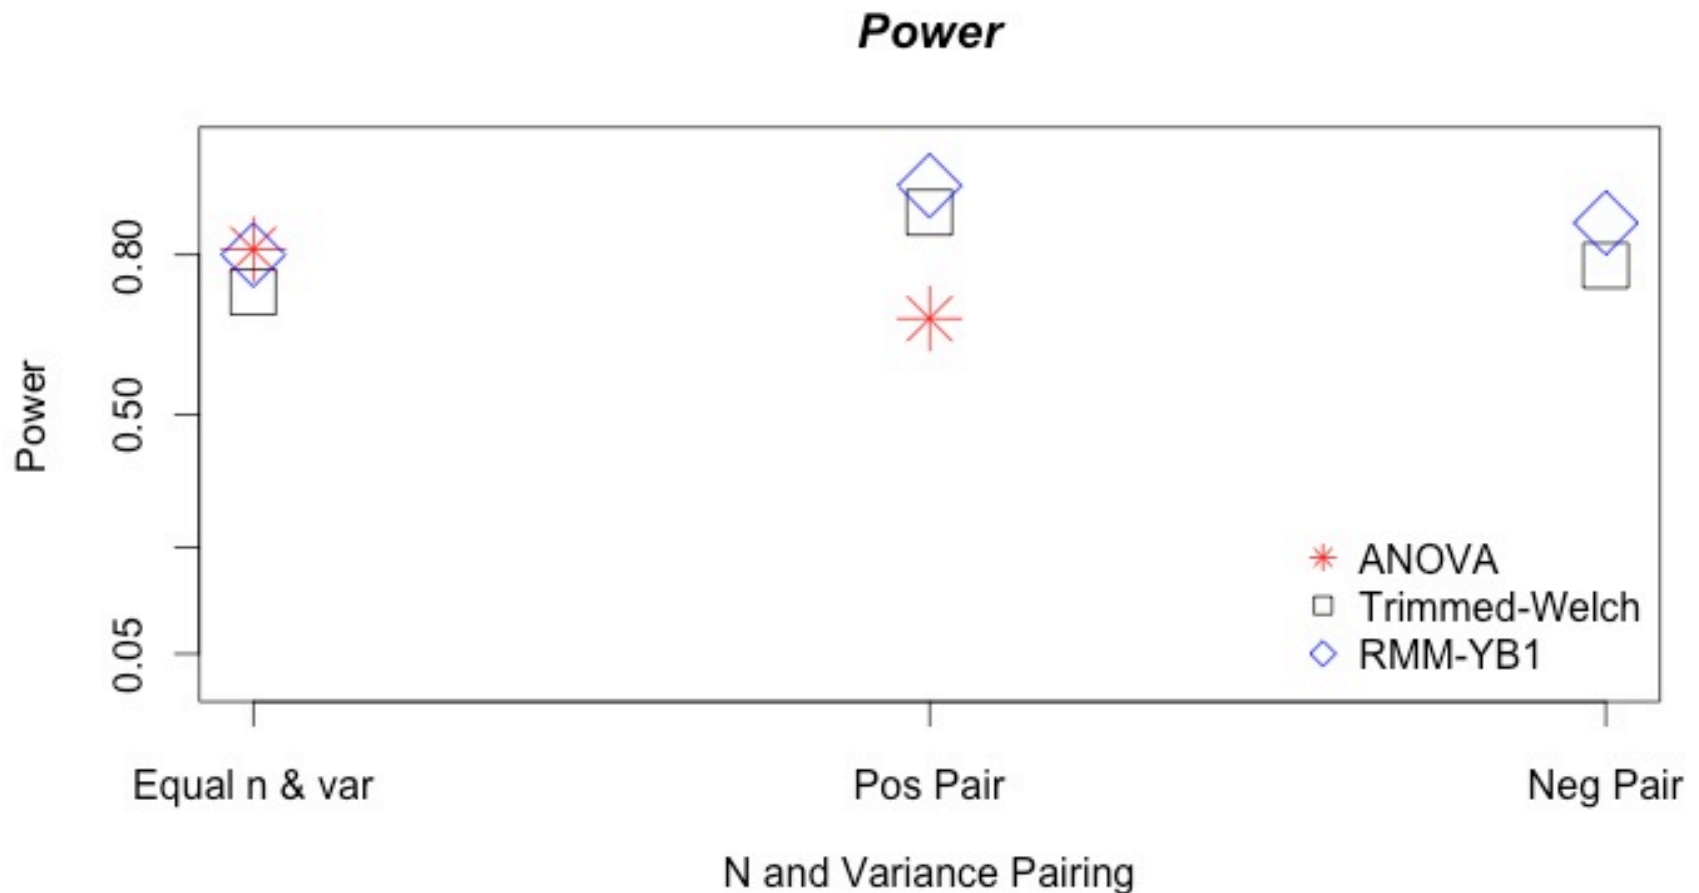 Power
0.80
0.50
0.05
Power
ANOVA
Trimmed-Welch
RMM-YB1
Equal n & var
Pos Pair
Neg Pair
N and Variance Pairing